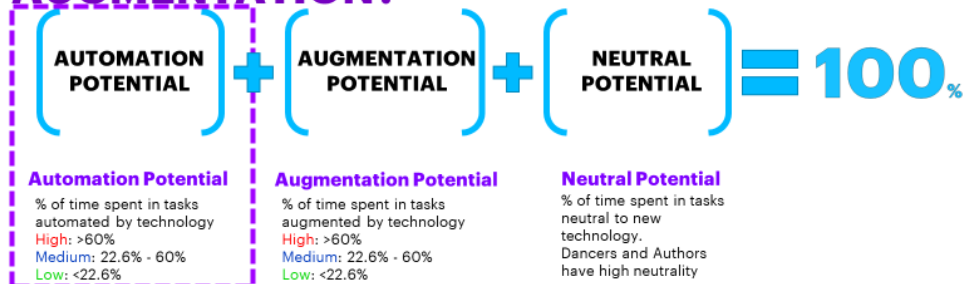 AUGMENTATION?
AUTOMATION POTENTIAL + AUGMENTATION POTENTIAL + NEUTRAL POTENTIAL = 100%
Automation Potential
% of time spent in tasks
automated by technology
High: >60%
Medium: 22.6% - 60%
Low: <22.6%
Augmentation Potential
% of time spent in tasks
augmented by technology
High: >60%
Medium: 22.6% - 60%
Low: <22.6%
Neutral Potential
% of time spent in tasks
neutral to new
technology.
Dancers and Authors
have high neutrality